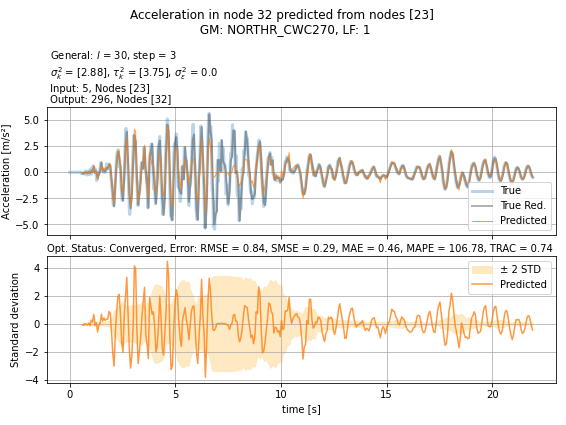 Acceleration in node 32 predicted from nodes [23]
GM: NORTHR_CWC270, LF: 1
General: l = 30, step = 3
σ²ₖ = [2.88], τ²ₖ = [3.75], σ²ε = 0.0
Input: 5, Nodes [23]
Output: 296, Nodes [32]
Acceleration [m/s²]
5.0
2.5
0.0
−2.5
−5.0
True
True Red.
Predicted
Opt. Status: Converged, Error: RMSE = 0.84, SMSE = 0.29, MAE = 0.46, MAPE = 106.78, TRAC = 0.74
Standard deviation
4
2
0
−2
−4
± 2 STD
Predicted
0 5 10 15 20
time [s]